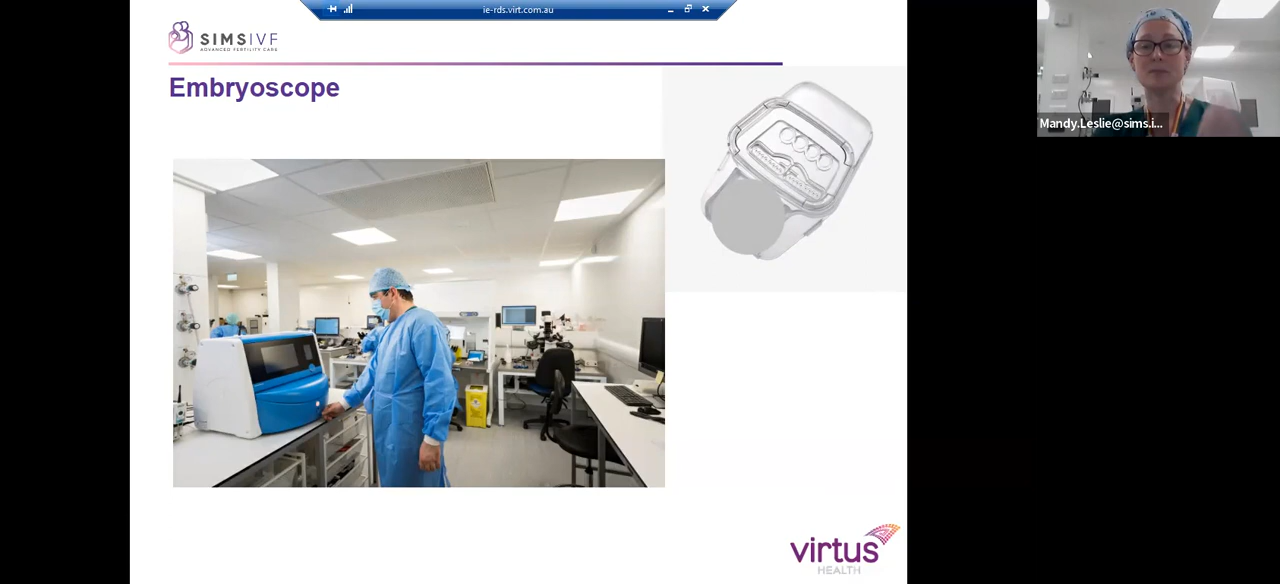 ie-rds.virt.com.au
SIMSIVF
ADVANCED FERTILITY CARE
Embryoscope
Mandy.Leslie@sims.i...
virtus
HEALTH